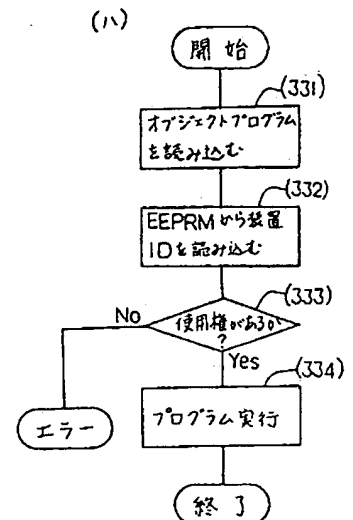 (ハ)
開始
(331)
オブジェクトプログラム
を読み込む
(332)
EEPRMから装置
IDを読み込む
(333)
使用権があるか
?
No
Yes
(334)
エラー
プログラム実行
終了